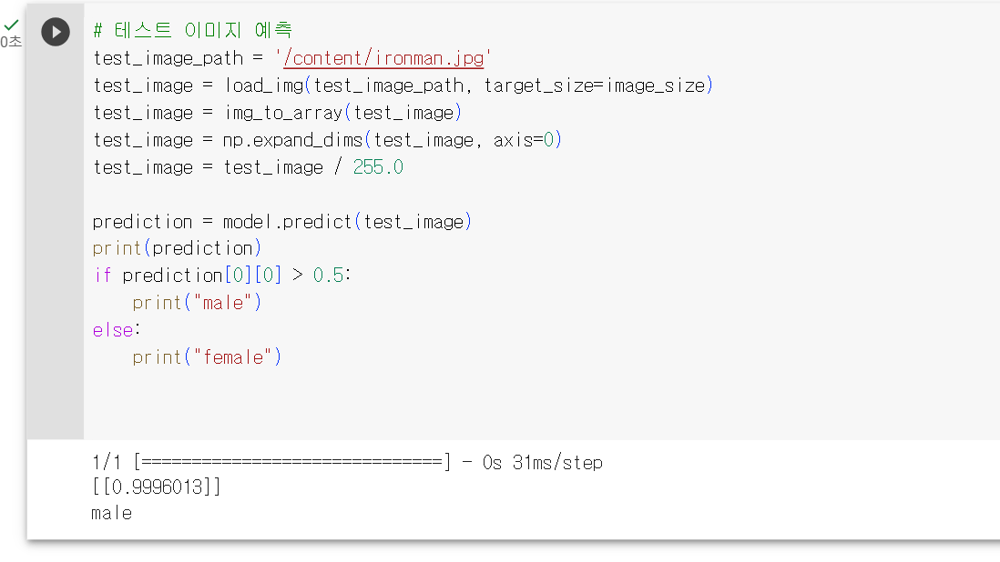 0초
# 테스트 이미지 예측
test_image_path = '/content/ironman.jpg'
test_image = load_img(test_image_path, target_size=image_size)
test_image = img_to_array(test_image)
test_image = np.expand_dims(test_image, axis=0)
test_image = test_image / 255.0
prediction = model.predict(test_image)
print(prediction)
if prediction[0][0] > 0.5:
    print("male")
else:
    print("female")
1/1 [==============================] - 0s 31ms/step
[[0.9996013]]
male